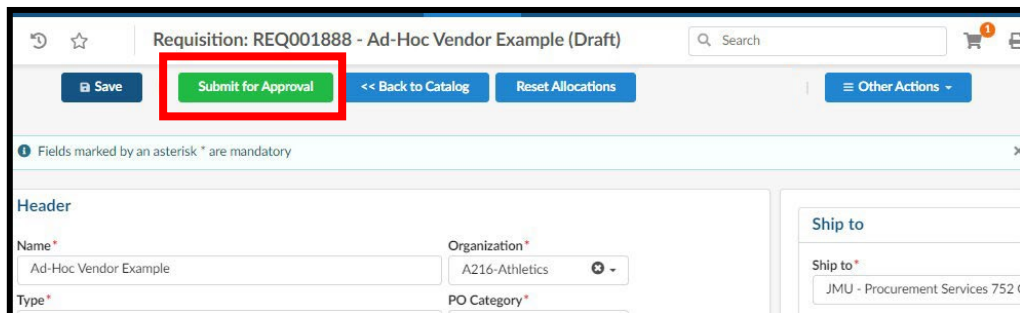 Requisition: REQ001888 - Ad-Hoc Vendor Example (Draft)
Search
1
Save
Submit for Approval
<< Back to Catalog
Reset Allocations
Other Actions
Fields marked by an asterisk * are mandatory
Header
Name*
Ad-Hoc Vendor Example
Type*
Organization*
A216-Athletics
PO Category*
Ship to
Ship to*
JMU - Procurement Services 752